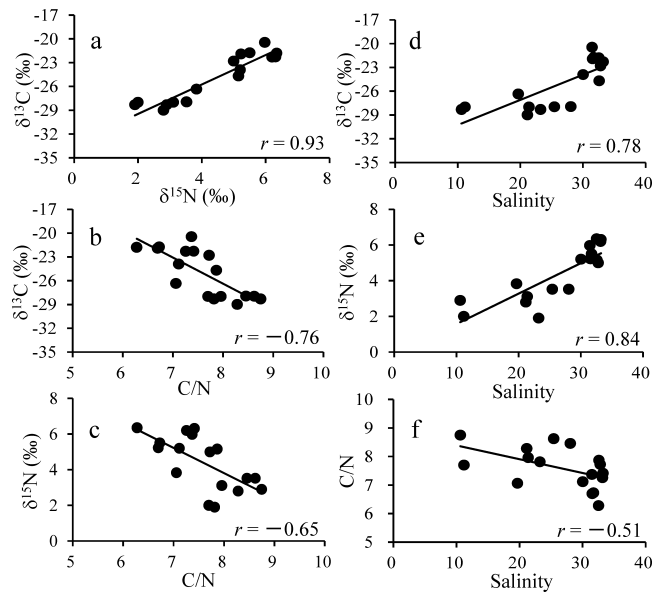 a
δ¹³C (‰)
-17
-20
-23
-26
-29
-32
-35
0 2 4 6 8
δ¹⁵N (‰)
r = 0.93
d
δ¹³C (‰)
-17
-20
-23
-26
-29
-32
-35
0 10 20 30 40
Salinity
r = 0.78
b
δ¹³C (‰)
-17
-20
-23
-26
-29
-32
-35
5 6 7 8 9 10
C/N
r = －0.76
e
δ¹⁵N (‰)
8
6
4
2
0
0 10 20 30 40
Salinity
r = 0.84
c
δ¹⁵N (‰)
8
6
4
2
0
5 6 7 8 9 10
C/N
r = －0.65
f
C/N
10
9
8
7
6
5
0 10 20 30 40
Salinity
r = －0.51